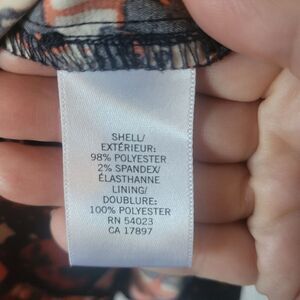 SHELL/
EXTÉRIEUR:
98% POLYESTER
2% SPANDEX/
ÉLASTHANNE
LINING/
DOUBLURE:
100% POLYESTER
RN 54023
CA 17897